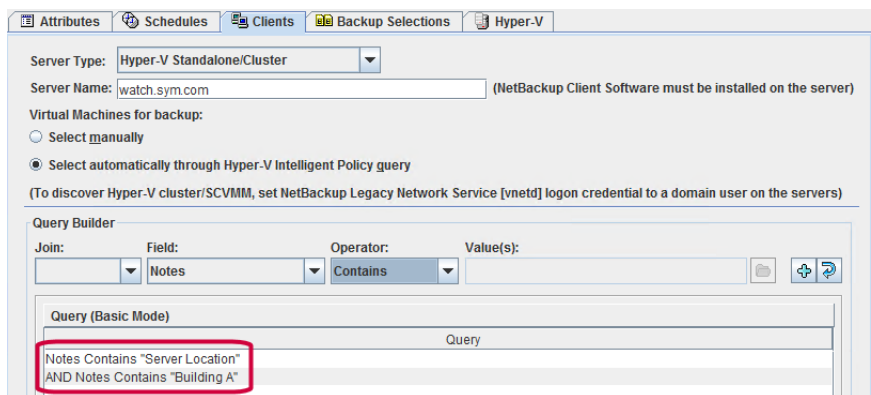 Attributes Schedules Clients Backup Selections Hyper-V
Server Type: Hyper-V Standalone/Cluster
Server Name: watch.sym.com (NetBackup Client Software must be installed on the server)
Virtual Machines for backup:
Select manually
Select automatically through Hyper-V Intelligent Policy query
(To discover Hyper-V cluster/SCVMM, set NetBackup Legacy Network Service [vnetd] logon credential to a domain user on the servers)
Query Builder
Join: Field: Operator: Value(s):
Notes Contains
Query (Basic Mode)
Query
Notes Contains "Server Location"
AND Notes Contains "Building A"